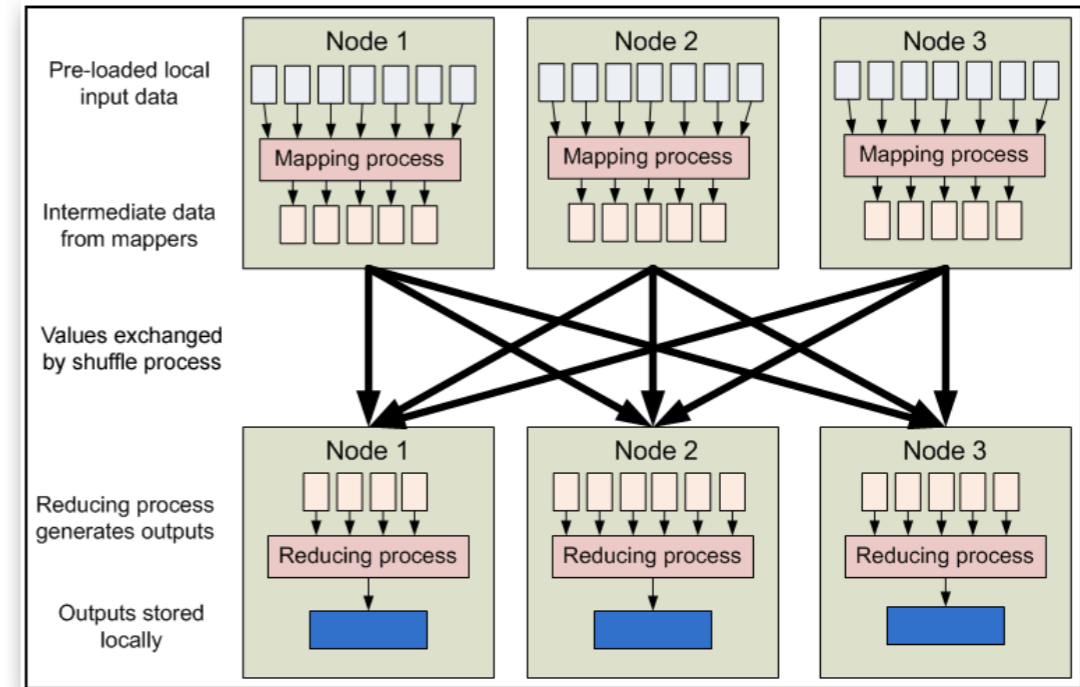 Node 1
Node 2
Node 3
Pre-loaded local
input data
Mapping process
Mapping process
Mapping process
Intermediate data
from mappers
Values exchanged
by shuffle process
Node 1
Node 2
Node 3
Reducing process
generates outputs
Reducing process
Reducing process
Reducing process
Outputs stored
locally